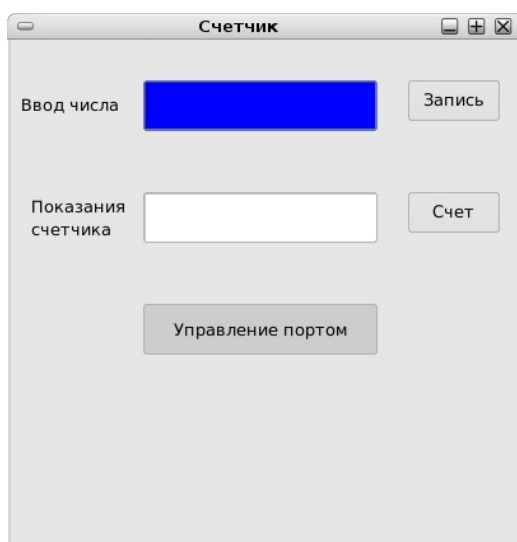 Счетчик
Ввод числа
Запись
Показания
счетчика
Счет
Управление портом